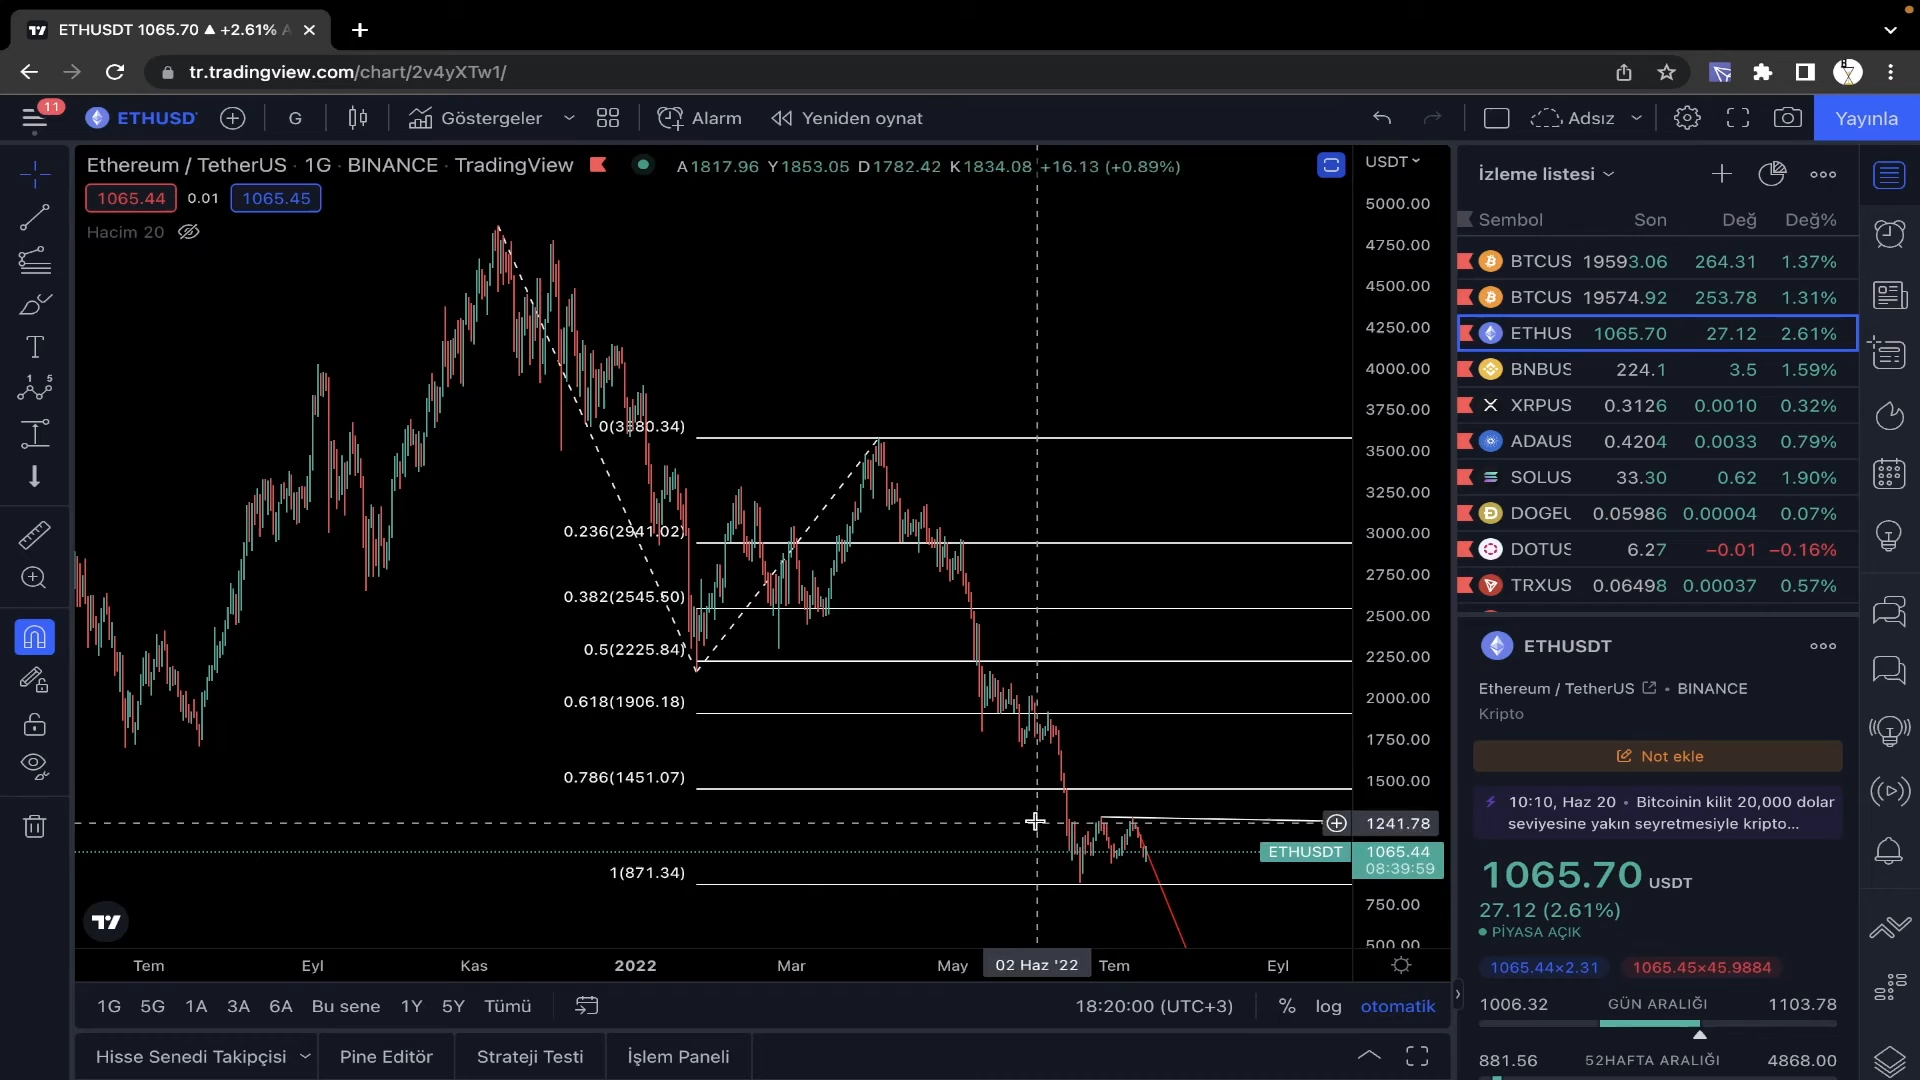 ETHUSDT 1065.70 ▲ +2.61%
tr.tradingview.com/chart/2v4yXTw1/
11
ETHUSD
G
Göstergeler
Alarm
Yeniden oynat
Adsız
Yayınla
Ethereum / TetherUS · 1G · BINANCE · TradingView
A1817.96 Y1853.05 D1782.42 K1834.08 +16.13 (+0.89%)
1065.44 0.01 1065.45
Hacim 20
USDT
5000.00
4750.00
4500.00
4250.00
4000.00
3750.00
3500.00
3250.00
3000.00
2750.00
2500.00
2250.00
2000.00
1750.00
1500.00
1241.78
ETHUSDT 1065.44
08:39:59
750.00
500.00
0.236(2941.02)
0.382(2545.50)
0.5(2225.84)
0.618(1906.18)
0.786(1451.07)
1(871.34)
Tem Eyl Kas 2022 Mar May 02 Haz '22 Tem Eyl
1G 5G 1A 3A 6A Bu sene 1Y 5Y Tümü
18:20:00 (UTC+3) % log otomatik
Hisse Senedi Takipçisi Pine Editör Strateji Testi İşlem Paneli
İzleme listesi
Sembol Son Değ Değ%
BTCUS 19593.06 264.31 1.37%
BTCUS 19574.92 253.78 1.31%
ETHUS 1065.70 27.12 2.61%
BNBUS 224.1 3.5 1.59%
XRPUS 0.3126 0.0010 0.32%
ADAUS 0.4204 0.0033 0.79%
SOLUS 33.30 0.62 1.90%
DOGEU 0.05986 0.00004 0.07%
DOTUS 6.27 −0.01 −0.16%
TRXUS 0.06498 0.00037 0.57%
ETHUSDT
Ethereum / TetherUS • BINANCE
Kripto
Not ekle
10:10, Haz 20 • Bitcoinin kilit 20,000 dolar
seviyesine yakın seyretmesiyle kripto...
1065.70 USDT
27.12 (2.61%)
PİYASA AÇIK
1065.44×2.31 1065.45×45.9884
1006.32 GÜN ARALIĞI 1103.78
881.56 52HAFTA ARALIĞI 4868.00